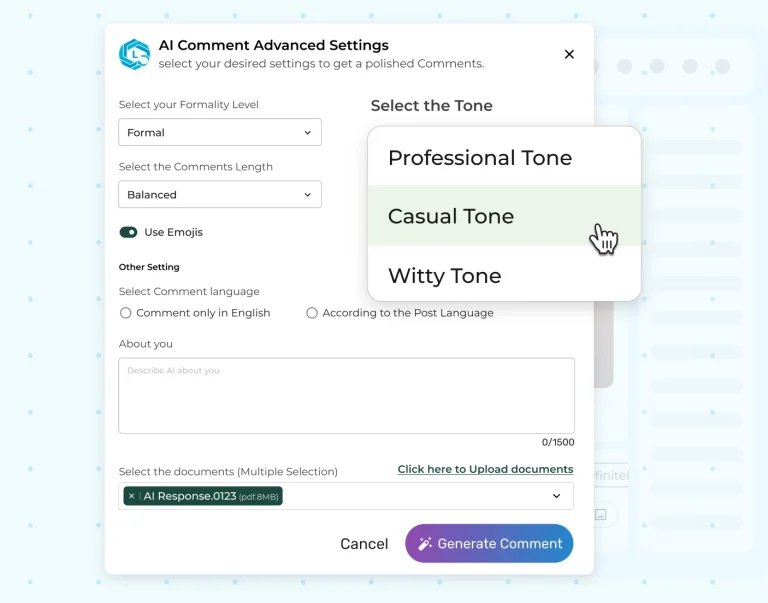 AI Comment Advanced Settings
select your desired settings to get a polished Comments.
Select your Formality Level
Formal
Select the Comments Length
Balanced
Use Emojis
Select the Tone
Professional Tone
Casual Tone
Witty Tone
Other Setting
Select Comment language
Comment only in English
According to the Post Language
About you
Describe AI about you
0/1500
Select the documents (Multiple Selection)
Click here to Upload documents
× | AI Response.0123 (pdf.8MB)
Cancel
Generate Comment